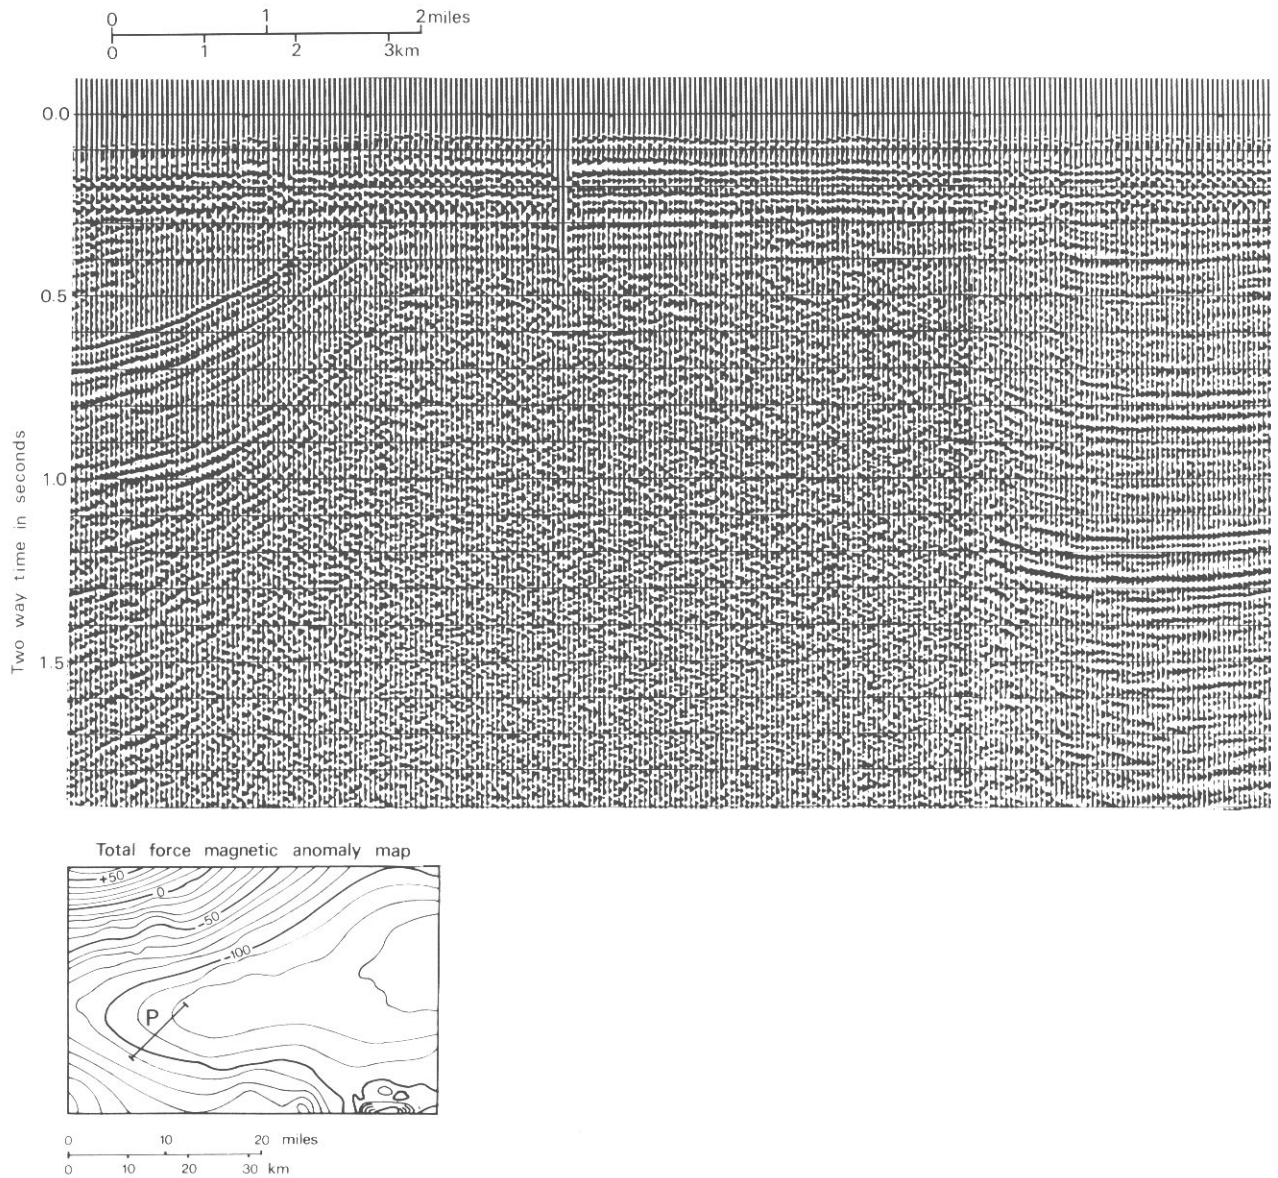 0 1 2 miles
0 1 2 3km
0.0
0.5
1.0
1.5
Two way time in seconds
Total force magnetic anomaly map
+50
0
-50
-100
P
0 10 20 miles
0 10 20 30 km